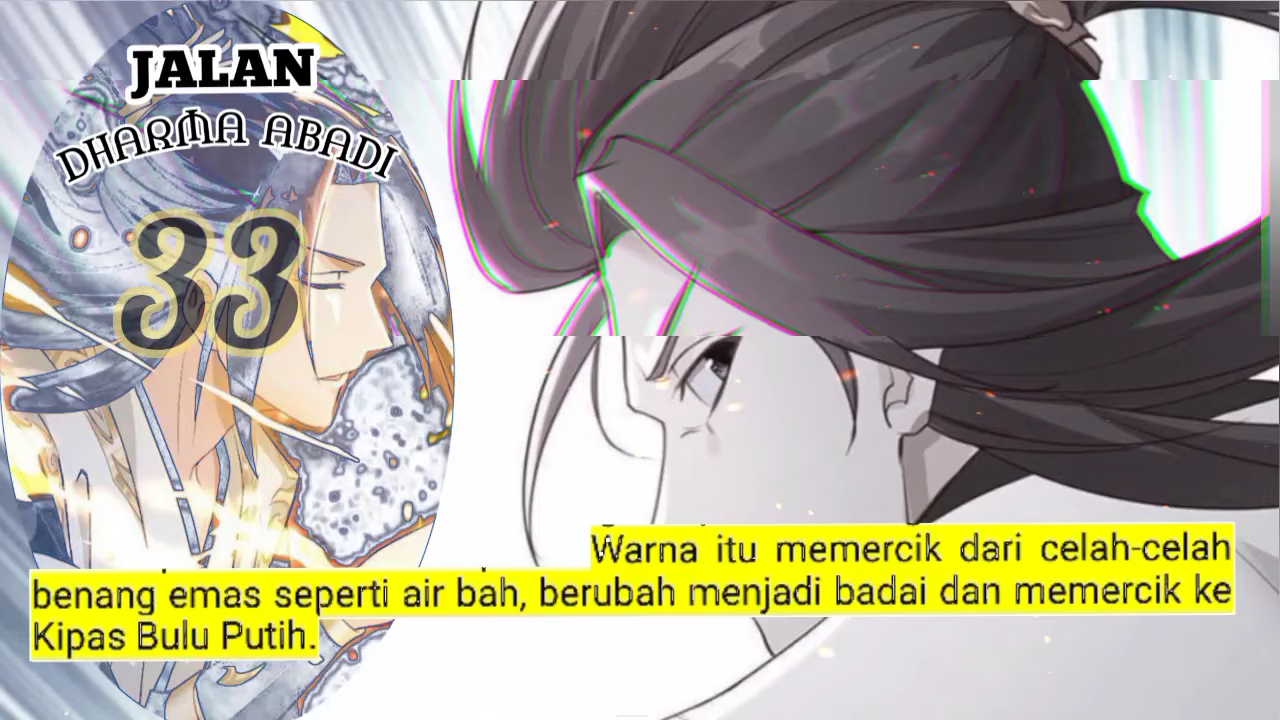 JALAN
DHARMA ABADI
33
Warna itu memercik dari celah-celah
benang emas seperti air bah, berubah menjadi badai dan memercik ke
Kipas Bulu Putih.